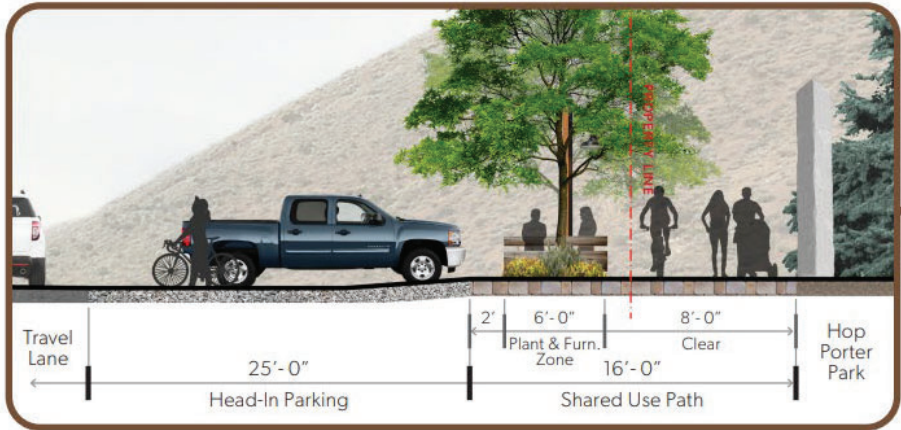 PROPERTY LINE
2’
6’-0”
8’-0”
Travel
Lane
Plant & Furn.
Zone
Clear
Hop
Porter
Park
25’-0”
16’-0”
Head-In Parking
Shared Use Path